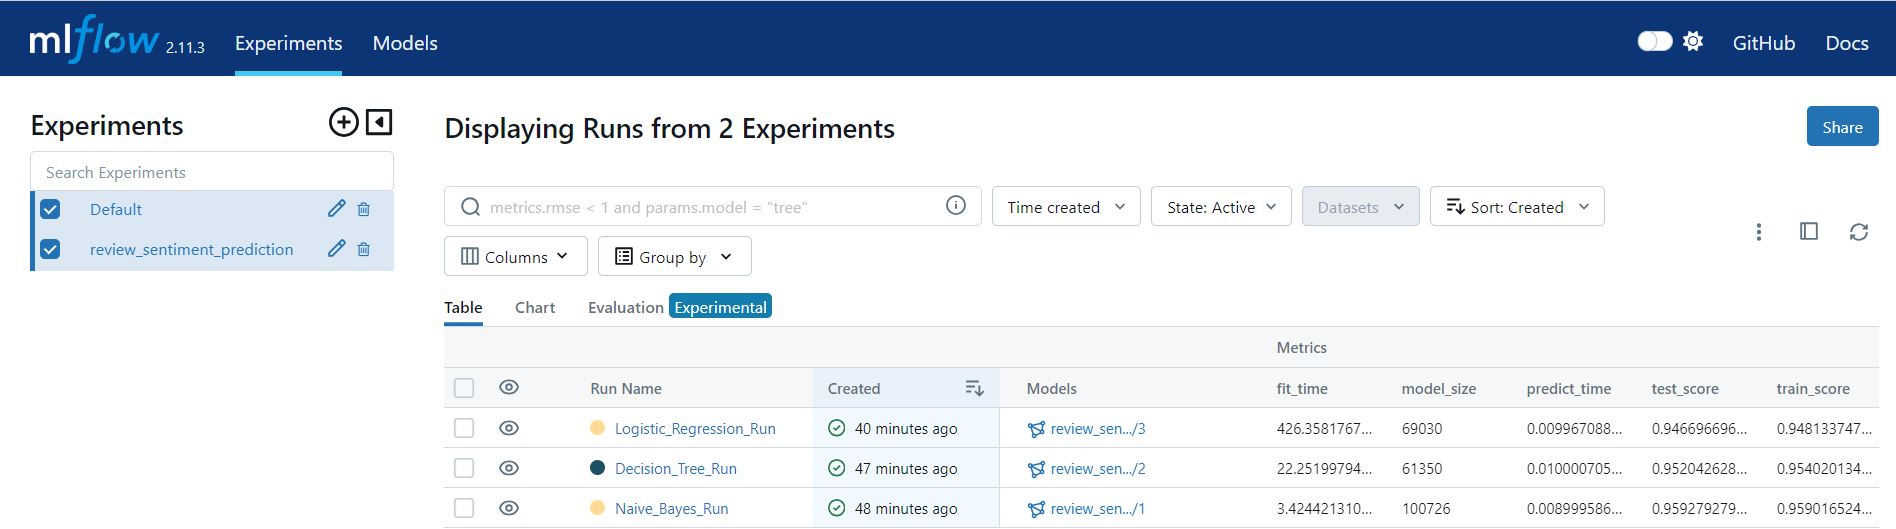 mlflow 2.11.3 Experiments Models GitHub Docs
Experiments
Displaying Runs from 2 Experiments
Share
Search Experiments
Default
review_sentiment_prediction
metrics.rmse < 1 and params.model = "tree"
Time created
State: Active
Datasets
Sort: Created
Columns
Group by
Table Chart Evaluation Experimental
Metrics
Run Name Created Models fit_time model_size predict_time test_score train_score
Logistic_Regression_Run 40 minutes ago review_sen.../3 426.3581767... 69030 0.009967088... 0.946696696... 0.948133747...
Decision_Tree_Run 47 minutes ago review_sen.../2 22.25199794... 61350 0.010000705... 0.952042628... 0.954020134...
Naive_Bayes_Run 48 minutes ago review_sen.../1 3.424421310... 100726 0.008999586... 0.959279279... 0.959016524...